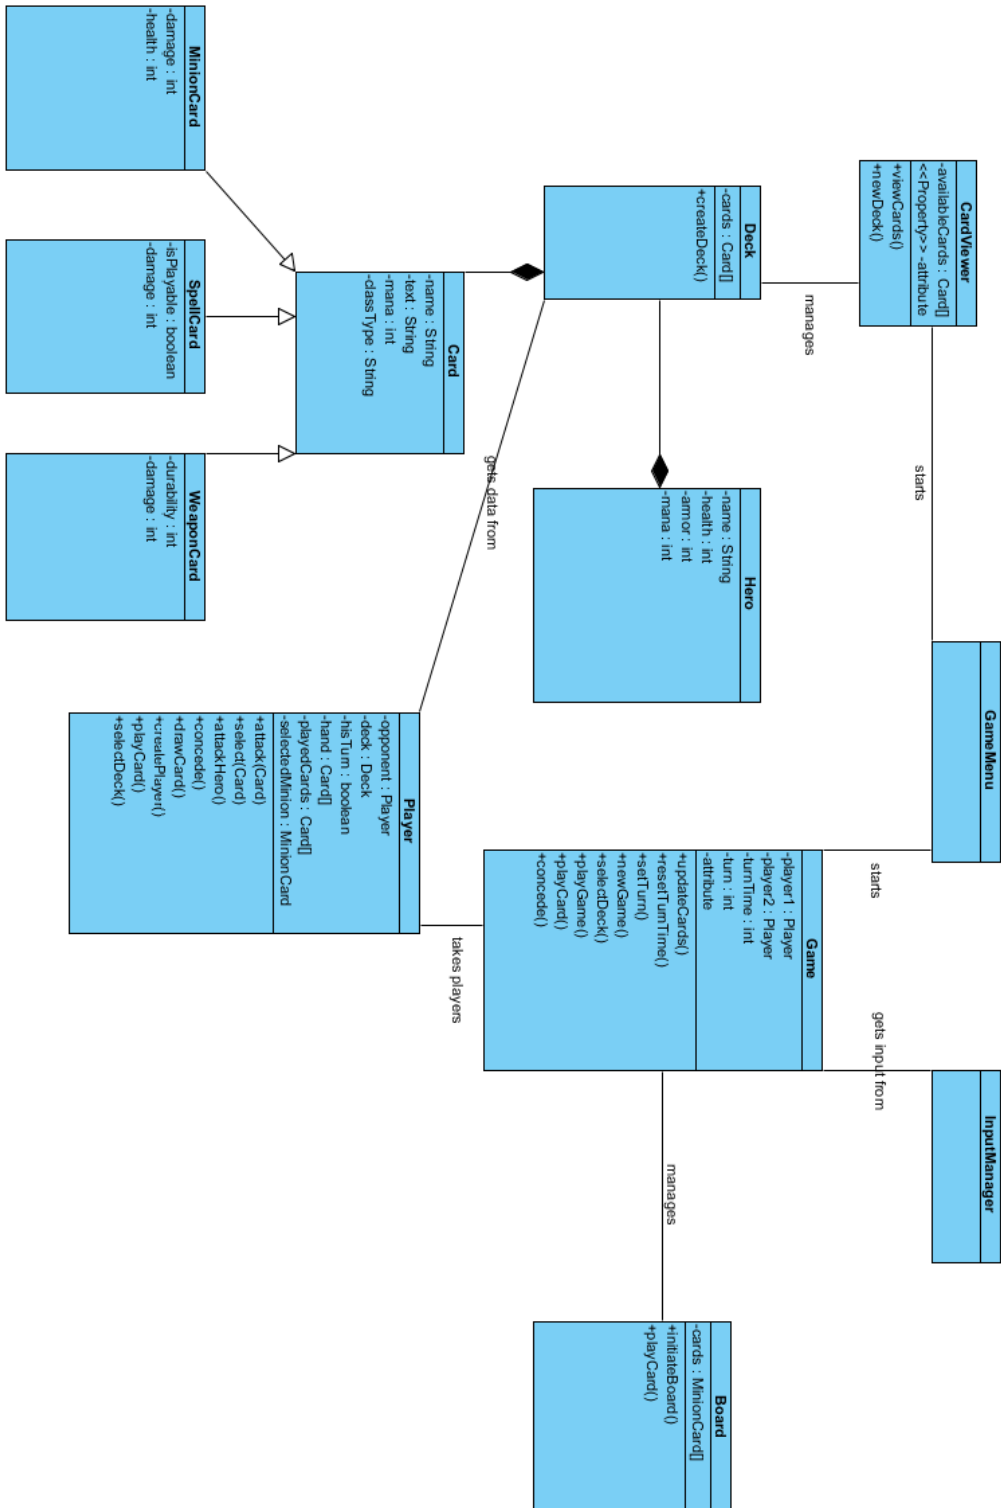 GameMenu
InputManager
starts
starts
gets input from
CardViewer
-availableCards : Card[]
<<Property>> -attribute
+viewCards()
+newDeck()
Game
-player1 : Player
-player2 : Player
-turnTime : int
-turn : int
-attribute
+updateCards()
+resetTurnTime()
+setTurn()
+newGame()
+selectDeck()
+playGame()
+playCard()
+concede()
manages
manages
Deck
-cards : Card[]
+createDeck()
Hero
-name : String
-health : int
-armor : int
-mana : int
Board
-cards : MinionCard[]
+initiateBoard()
+playCard()
gets data from
takes players
Card
-name : String
-text : String
-mana : int
-classType : String
Player
-opponent : Player
-deck : Deck
-hisTurn : boolean
-hand : Card[]
-playedCards : Card[]
-selectedMinion : MinionCard
+attack(Card)
+select(Card)
+attackHero()
+concede()
+drawCard()
+createPlayer()
+playCard()
+selectDeck()
MinionCard
-damage : int
-health : int
SpellCard
-isPlayable : boolean
-damage : int
WeaponCard
-durability : int
-damage : int